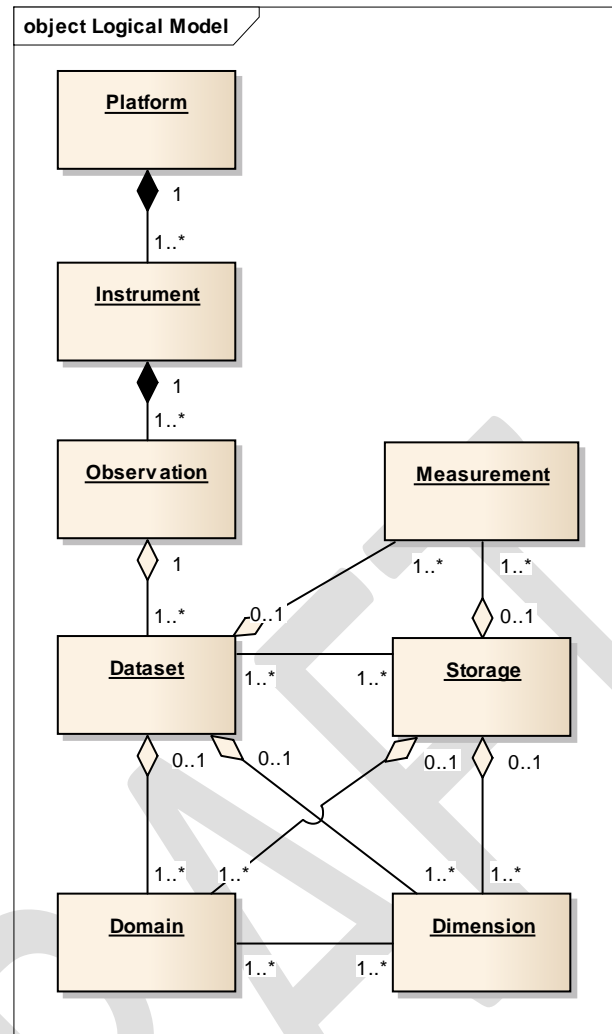 object Logical Model
Platform
1
1..*
Instrument
1
1..*
Observation
Measurement
1
1..*
1..*
1..*
0..1
0..1
Dataset
Storage
1..*
1..*
0..1
0..1
0..1
0..1
1..*
1..*
1..*
1..*
Domain
Dimension
1..*
1..*